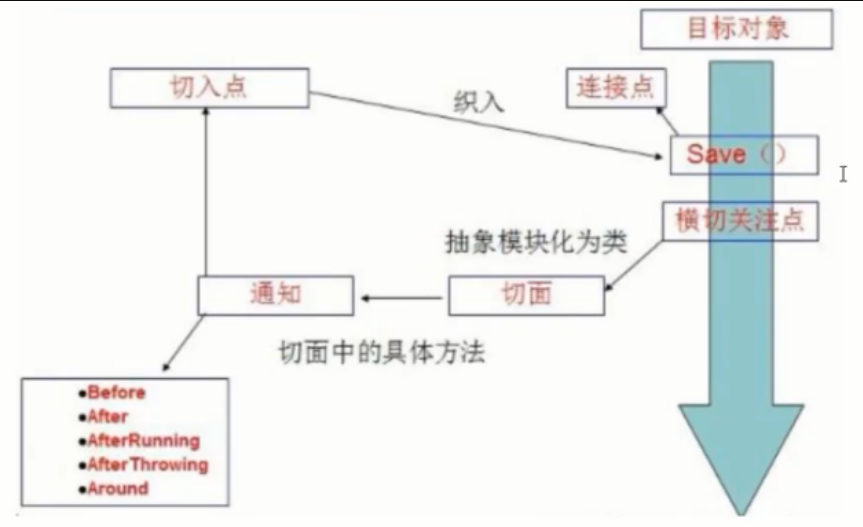 目标对象
切入点
织入
连接点
Save（）
横切关注点
抽象模块化为类
通知
切面
切面中的具体方法
●Before
●After
●AfterRunning
●AfterThrowing
●Around